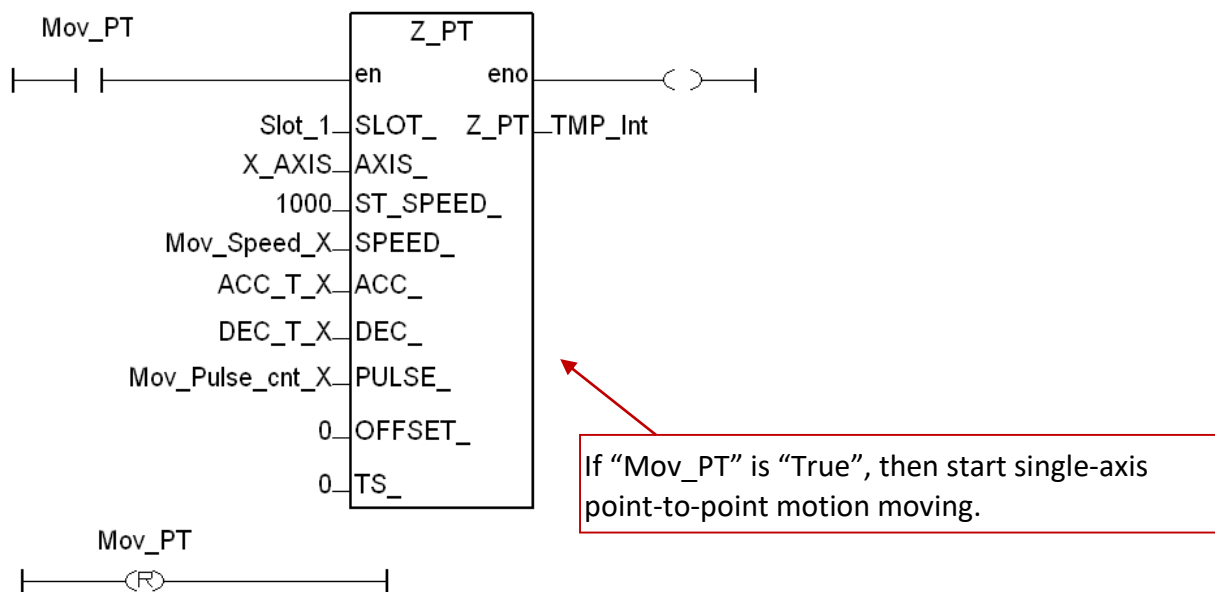 Mov_PT
Z_PT
en eno
Slot_1 SLOT_ Z_PT TMP_Int
X_AXIS AXIS_
1000 ST_SPEED_
Mov_Speed_X SPEED_
ACC_T_X ACC_
DEC_T_X DEC_
Mov_Pulse_cnt_X PULSE_
0 OFFSET_
0 TS_
If “Mov_PT” is “True”, then start single-axis
point-to-point motion moving.
Mov_PT
R